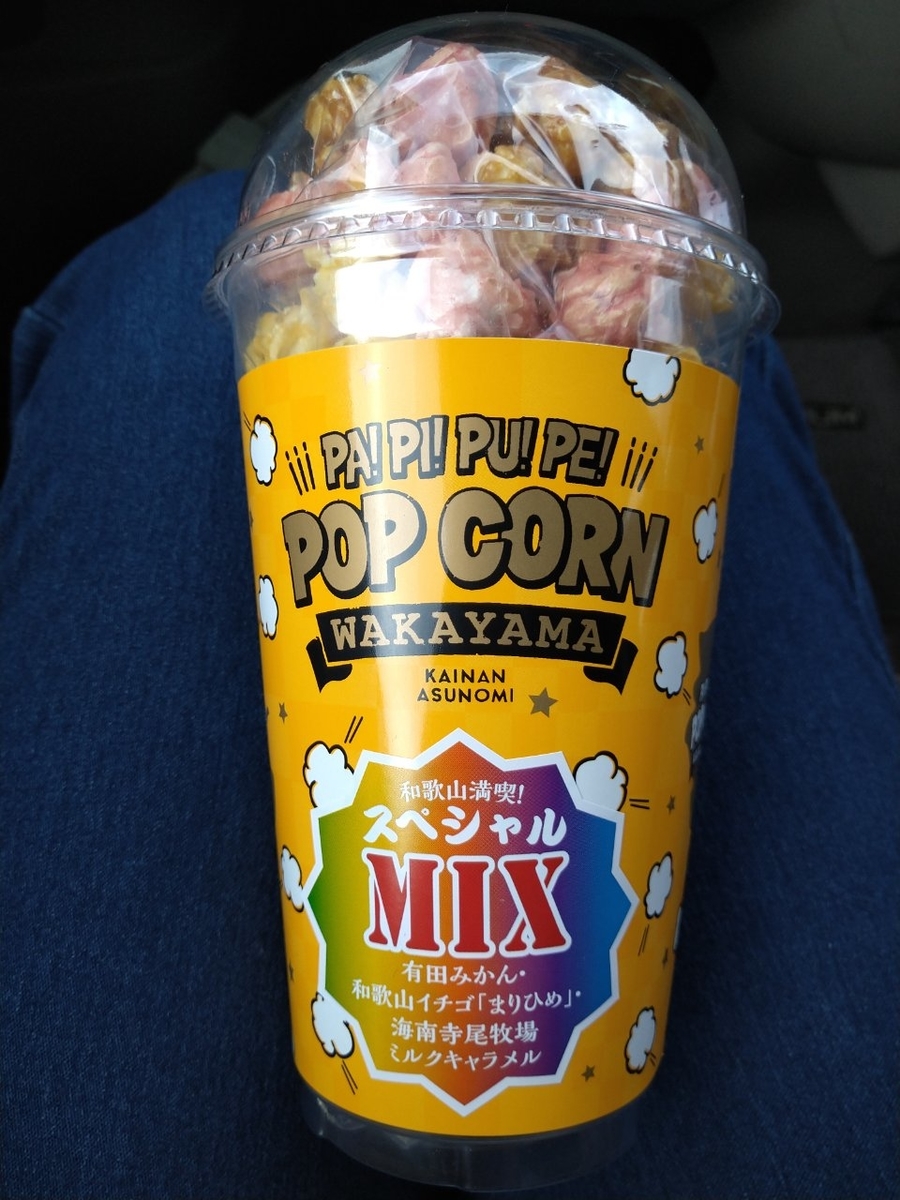 PA! PI! PU! PE!
POP CORN
WAKAYAMA
KAINAN
ASUNOMI
和歌山満喫!
スペシャル
MIX
有田みかん・
和歌山イチゴ「まりひめ」・
海南寺尾牧場
ミルクキャラメル